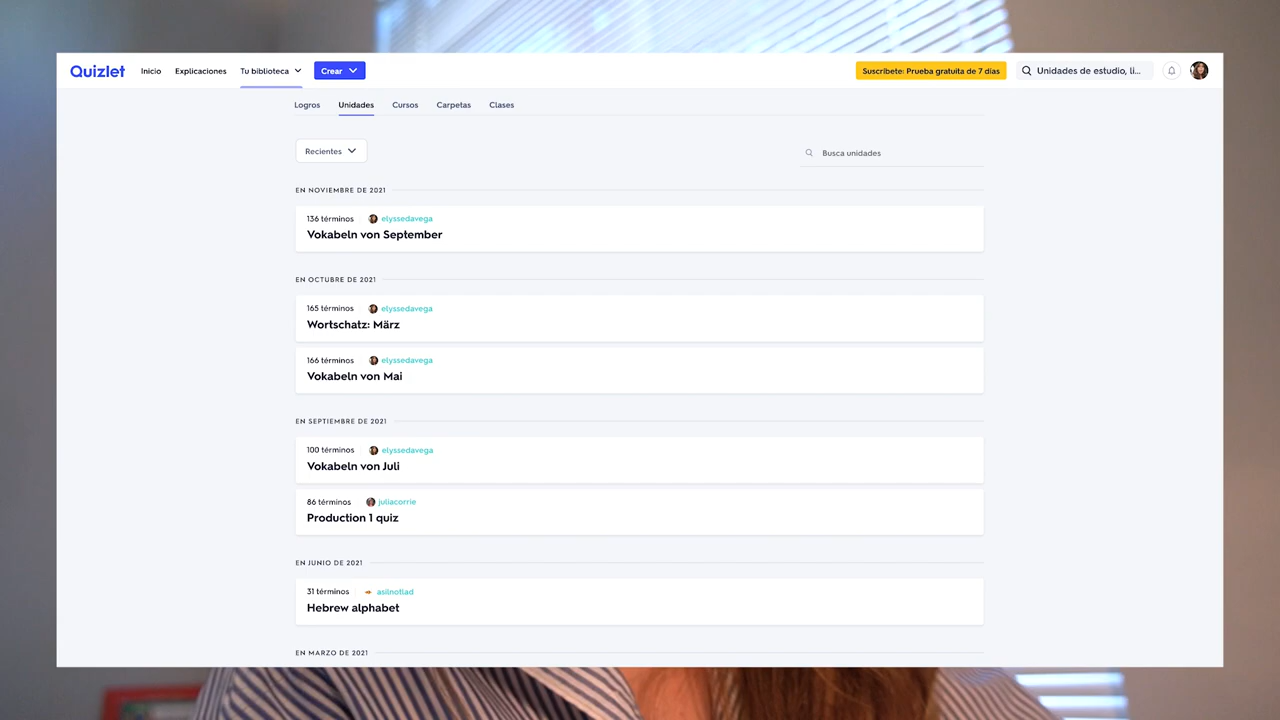 Quizlet Inicio Explicaciones Tu biblioteca Crear Suscríbete: Prueba gratuita de 7 días Unidades de estudio, li...
Logros Unidades Cursos Carpetas Clases
Recientes Busca unidades
EN NOVIEMBRE DE 2021
136 términos elyssedavega
Vokabeln von September
EN OCTUBRE DE 2021
165 términos elyssedavega
Wortschatz: März
166 términos elyssedavega
Vokabeln von Mai
EN SEPTIEMBRE DE 2021
100 términos elyssedavega
Vokabeln von Juli
86 términos juliacorrie
Production 1 quiz
EN JUNIO DE 2021
31 términos asilnotlad
Hebrew alphabet
EN MARZO DE 2021